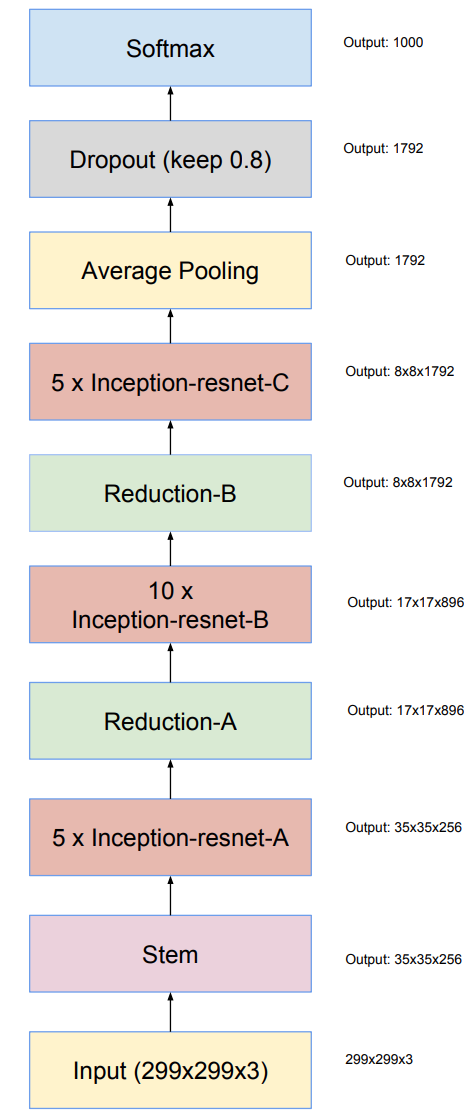 Softmax
Output: 1000
Dropout (keep 0.8)
Output: 1792
Average Pooling
Output: 1792
5 x Inception-resnet-C
Output: 8x8x1792
Reduction-B
Output: 8x8x1792
10 x
Inception-resnet-B
Output: 17x17x896
Reduction-A
Output: 17x17x896
5 x Inception-resnet-A
Output: 35x35x256
Stem
Output: 35x35x256
Input (299x299x3)
299x299x3